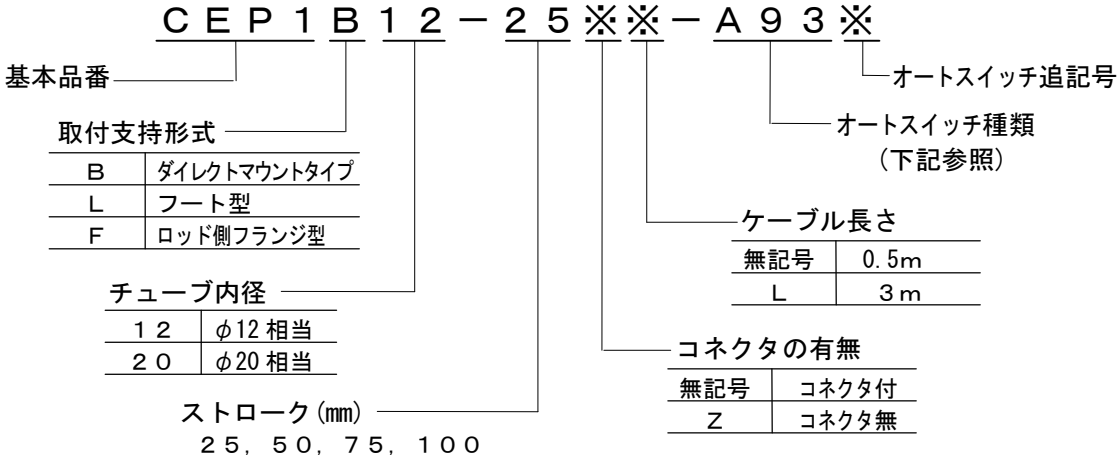 CEP1B12-25※※-A93※
基本品番
オートスイッチ追記号
取付支持形式
オートスイッチ種類
(下記参照)
B ダイレクトマウントタイプ
L フート型
F ロッド側フランジ型
ケーブル長さ
無記号 0.5m
L 3m
チューブ内径
12 φ12相当
20 φ20相当
コネクタの有無
無記号 コネクタ付
Z コネクタ無
ストローク(㎜)
25, 50, 75, 100